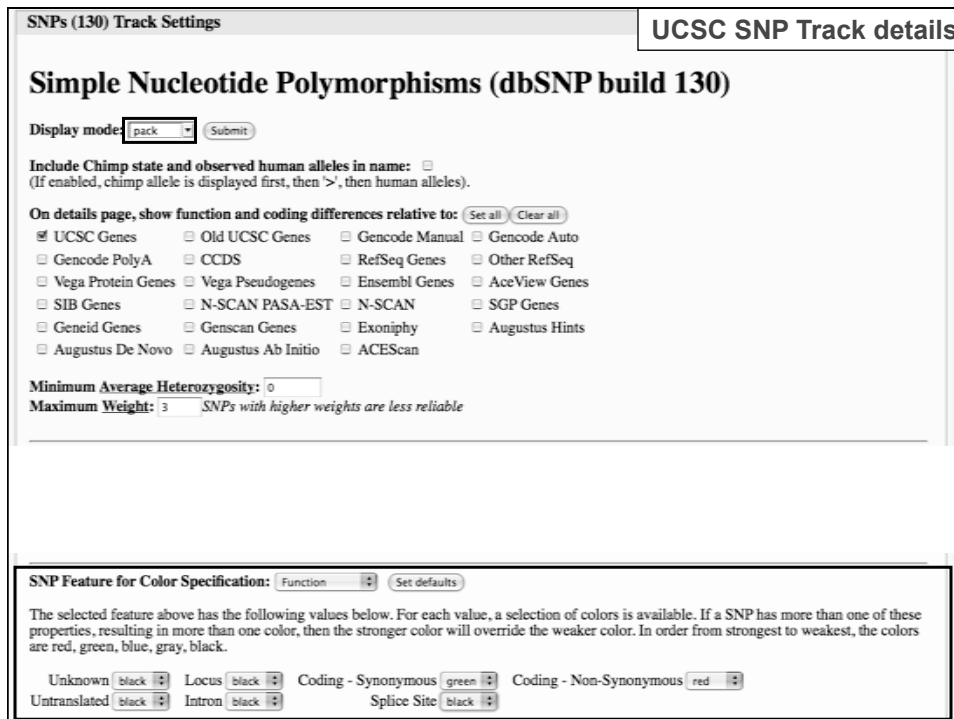 SNPs (130) Track Settings
UCSC SNP Track details
Simple Nucleotide Polymorphisms (dbSNP build 130)
Display mode: pack Submit
Include Chimp state and observed human alleles in name:
(If enabled, chimp allele is displayed first, then '>', then human alleles).
On details page, show function and coding differences relative to: Set all Clear all
UCSC Genes Old UCSC Genes Gencode Manual Gencode Auto
Gencode PolyA CCDS RefSeq Genes Other RefSeq
Vega Protein Genes Vega Pseudogenes Ensembl Genes AceView Genes
SIB Genes N-SCAN PASA-EST N-SCAN SGP Genes
Geneid Genes Genscan Genes Exoniphy Augustus Hints
Augustus De Novo Augustus Ab Initio ACEScan
Minimum Average Heterozygosity: 0
Maximum Weight: 3 SNPs with higher weights are less reliable
SNP Feature for Color Specification: Function Set defaults
The selected feature above has the following values below. For each value, a selection of colors is available. If a SNP has more than one of these
properties, resulting in more than one color, then the stronger color will override the weaker color. In order from strongest to weakest, the colors
are red, green, blue, gray, black.
Unknown black Locus black Coding - Synonymous green Coding - Non-Synonymous red
Untranslated black Intron black Splice Site black